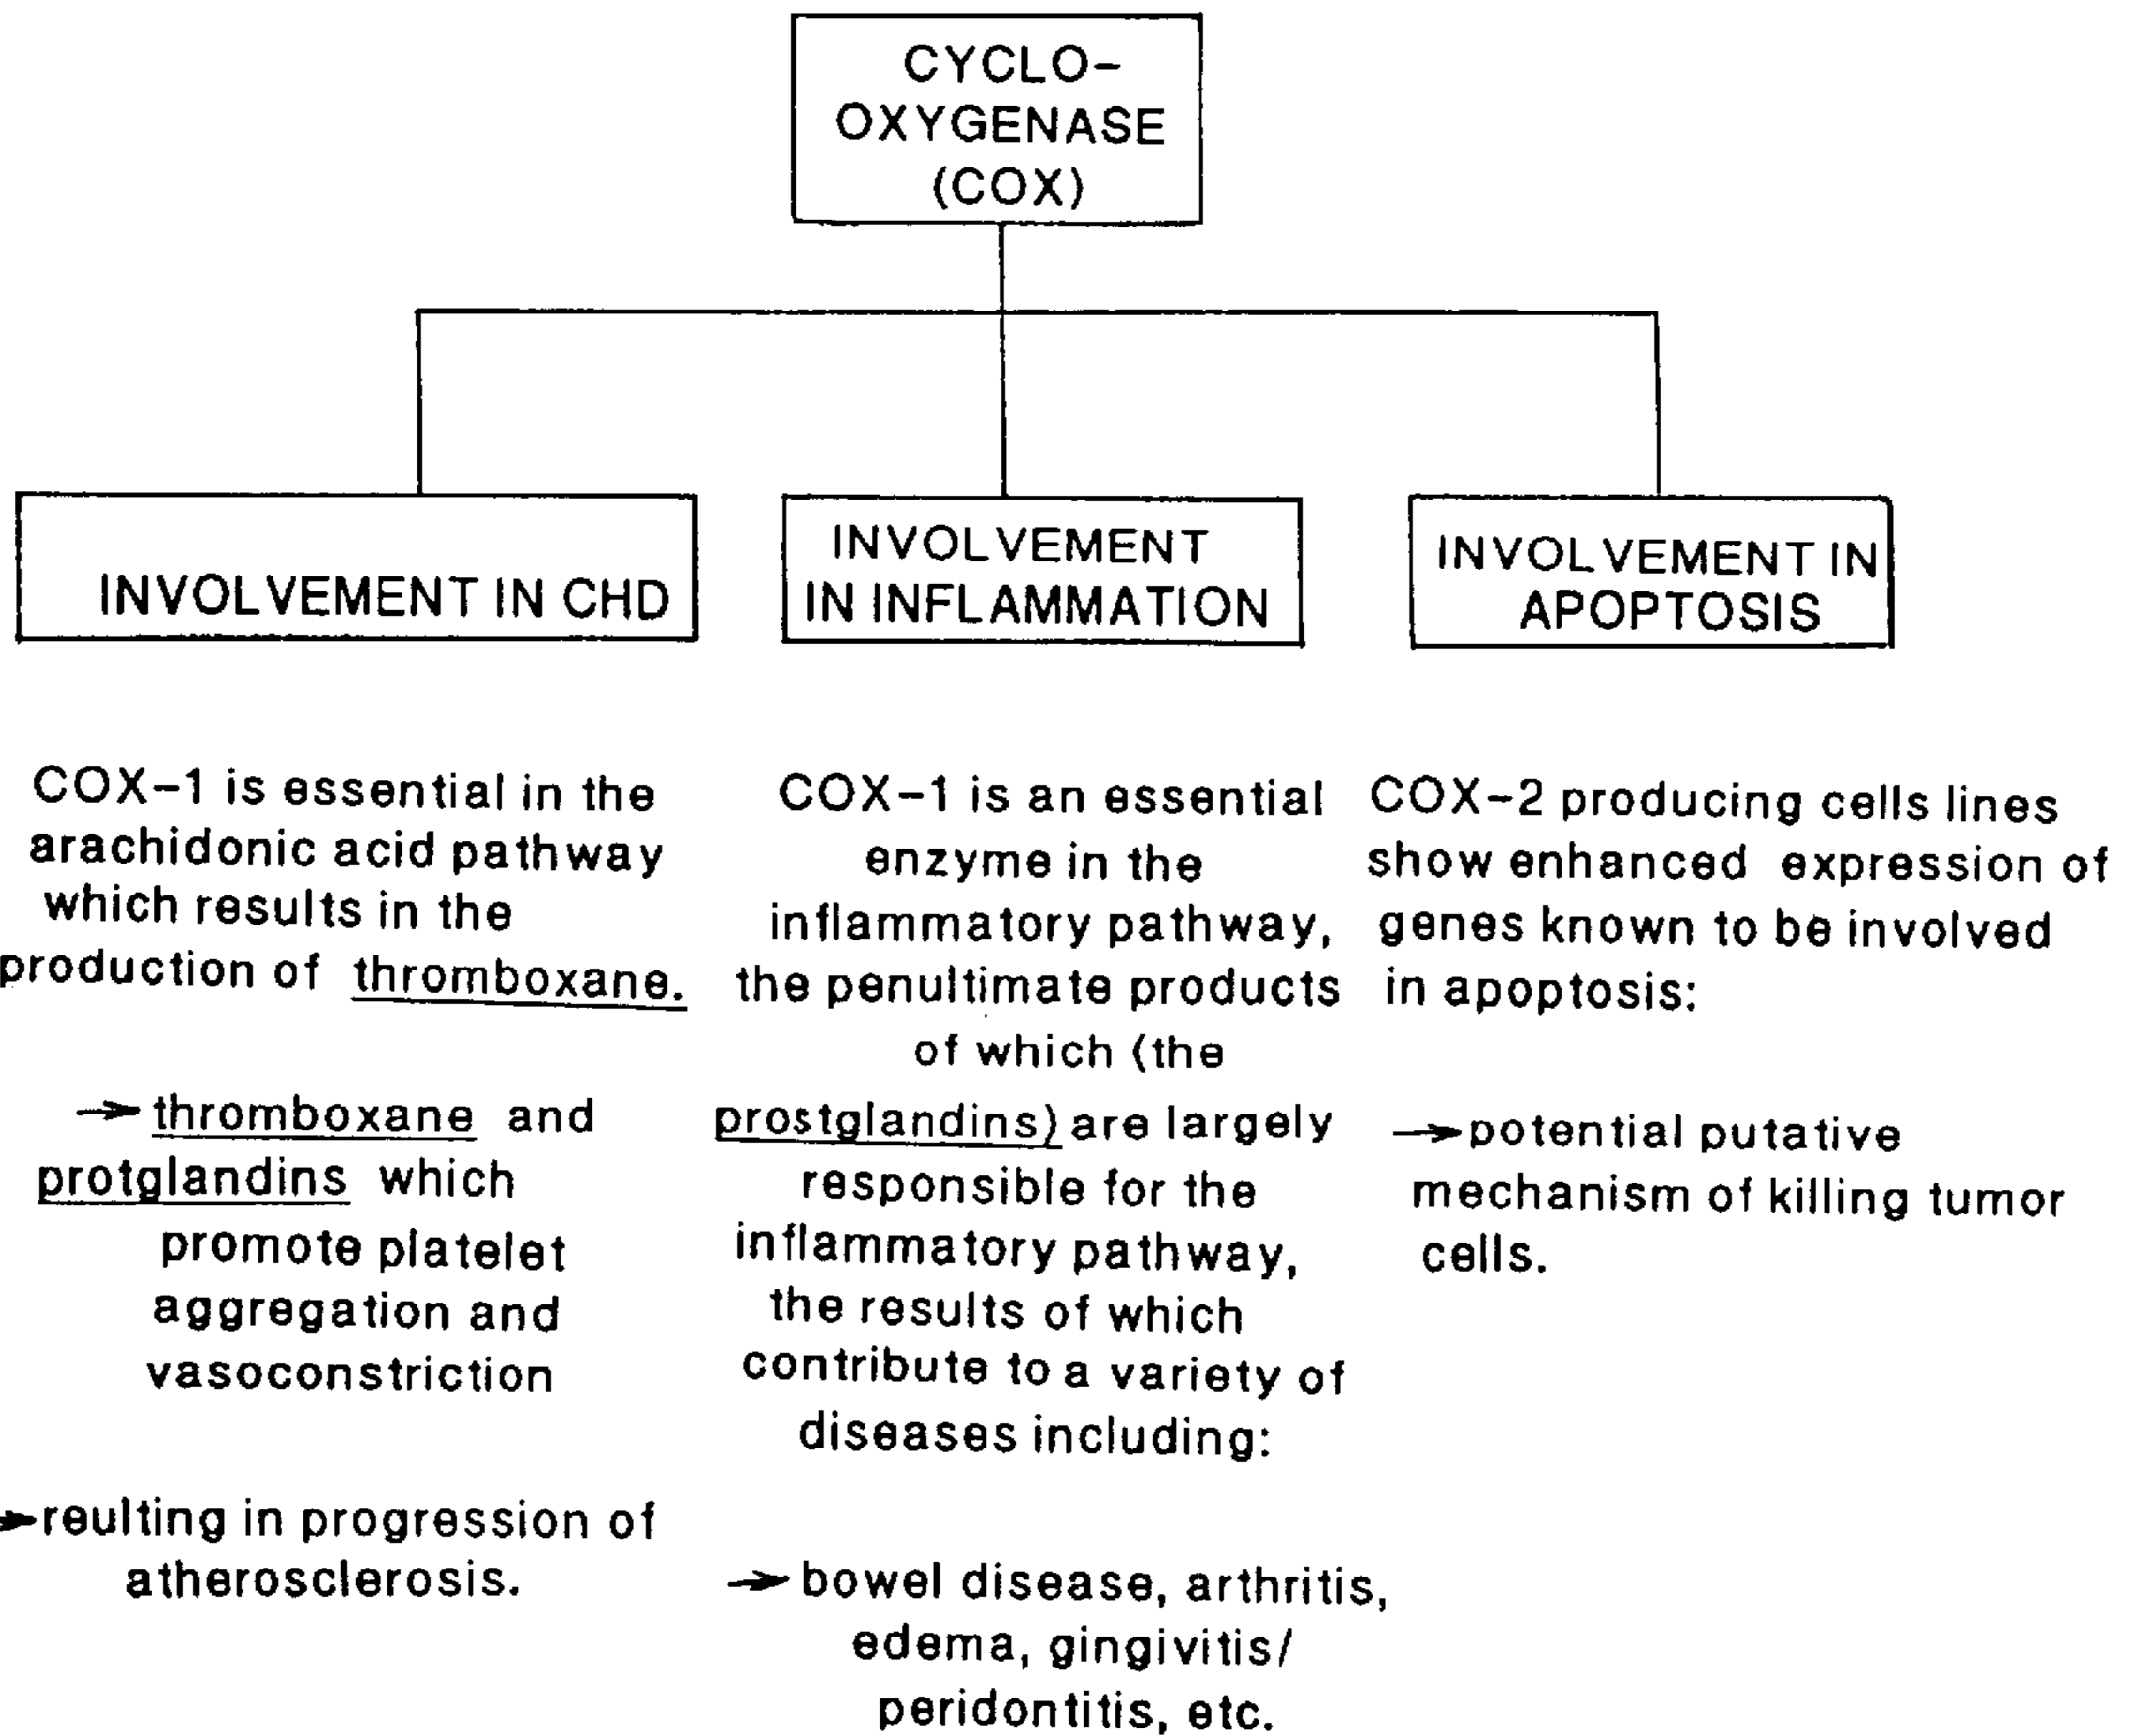 CYCLO-
OXYGENASE
(COX)
INVOLVEMENT IN CHD
INVOLVEMENT
IN INFLAMMATION
INVOLVEMENT IN
APOPTOSIS
COX-1 is essential in the
arachidonic acid pathway
which results in the
production of thromboxane.
→ thromboxane and
protglandins which
promote platelet
aggregation and
vasoconstriction
→ reulting in progression of
atherosclerosis.
COX-1 is an essential
enzyme in the
inflammatory pathway,
the penultimate products
of which (the
prostglandins) are largely
responsible for the
inflammatory pathway,
the results of which
contribute to a variety of
diseases including:
→ bowel disease, arthritis,
edema, gingivitis/
peridontitis, etc.
COX-2 producing cells lines
show enhanced expression of
genes known to be involved
in apoptosis:
→ potential putative
mechanism of killing tumor
cells.